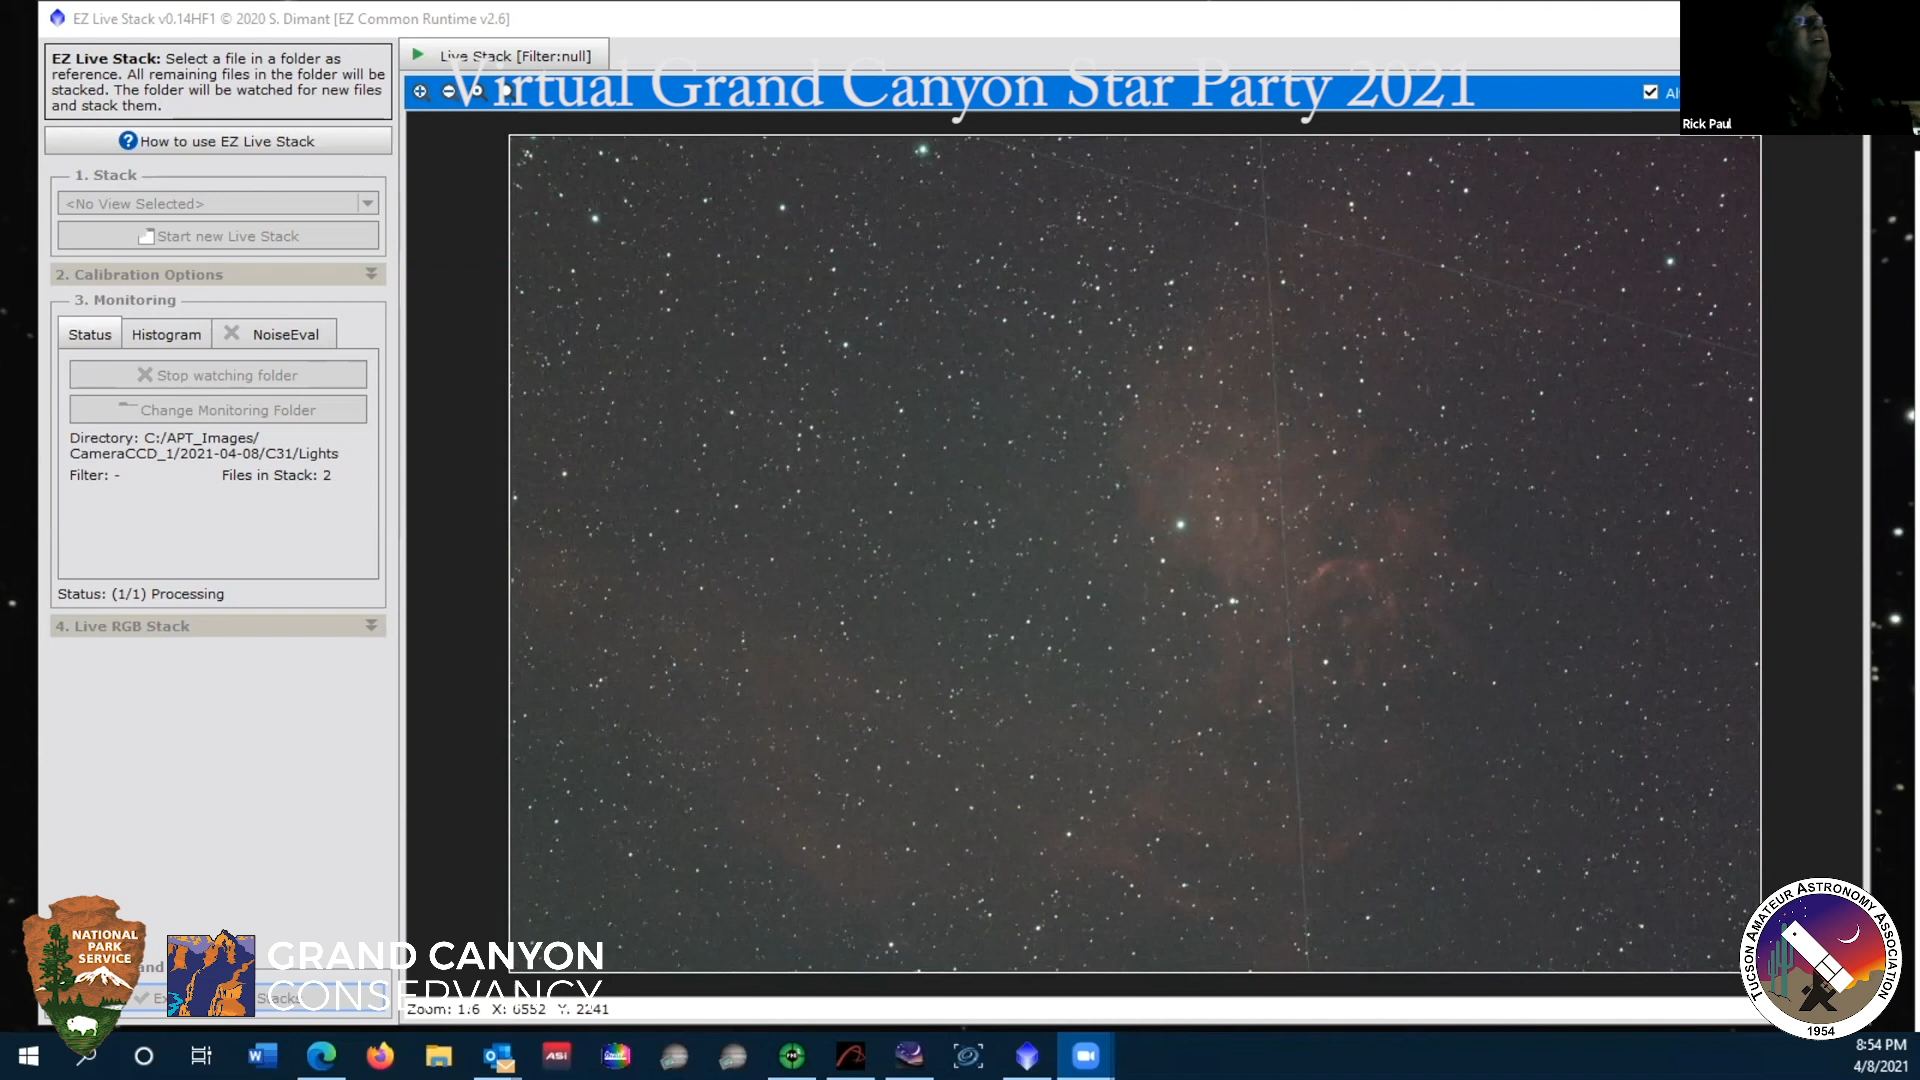 EZ Live Stack v0.14HF1 © 2020 S. Dimant [EZ Common Runtime v2.6]
EZ Live Stack: Select a file in a folder as
reference. All remaining files in the folder will be
stacked. The folder will be watched for new files
and stack them.
How to use EZ Live Stack
1. Stack
<No View Selected>
Start new Live Stack
2. Calibration Options
3. Monitoring
Status Histogram NoiseEval
Stop watching folder
Change Monitoring Folder
Directory: C:/APT_Images/
CameraCCD_1/2021-04-08/C31/Lights
Filter: - Files in Stack: 2
Status: (1/1) Processing
4. Live RGB Stack
Live Stack [Filter:null]
Virtual Grand Canyon Star Party 2021
Rick Paul
NATIONAL
PARK
SERVICE
and
Stacks
GRAND CANYON
CONSERVANCY
Zoom: 1:6 X: 6552 Y: 2241
TUCSON AMATEUR ASTRONOMY ASSOCIATION
1954
ASI
PHD
8:54 PM
4/8/2021